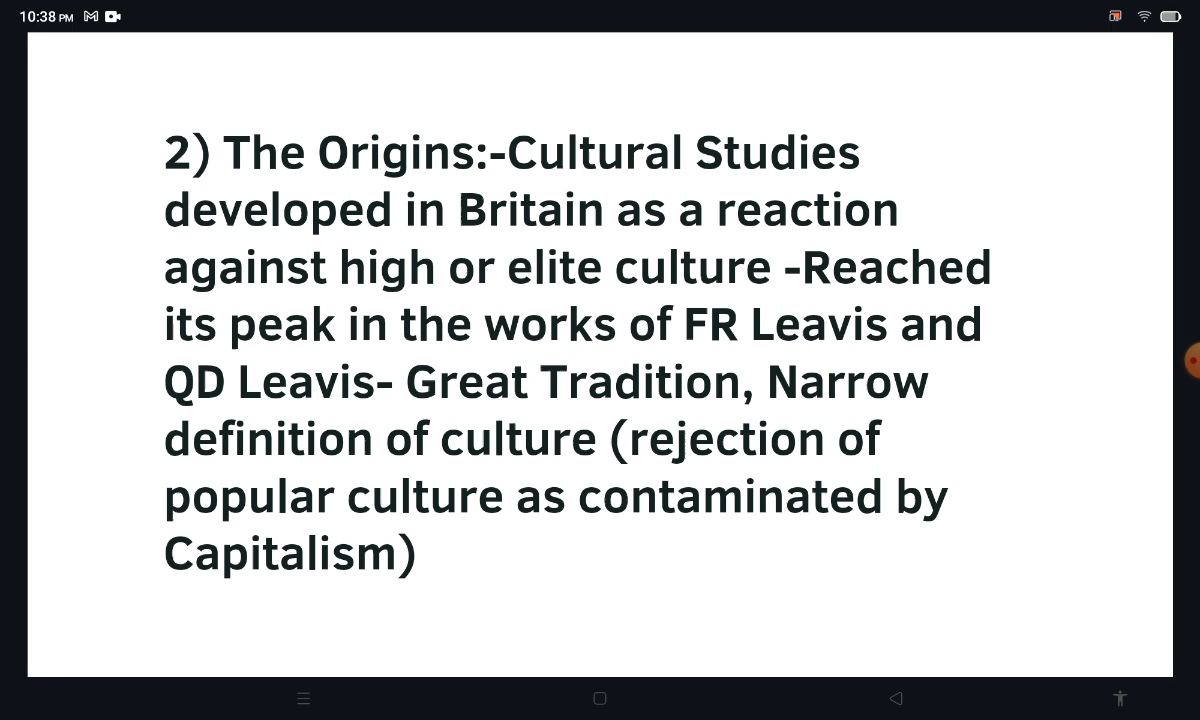 10:38 PM
2) The Origins:-Cultural Studies
developed in Britain as a reaction
against high or elite culture -Reached
its peak in the works of FR Leavis and
QD Leavis- Great Tradition, Narrow
definition of culture (rejection of
popular culture as contaminated by
Capitalism)